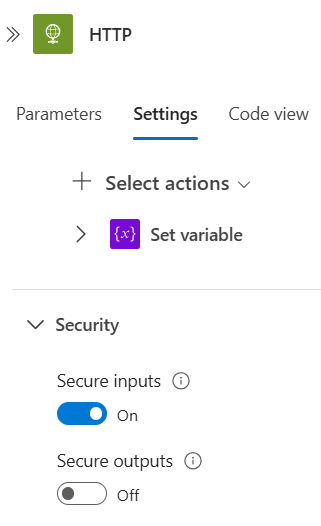 HTTP
Parameters Settings Code view
Select actions
{x} Set variable
Security
Secure inputs
On
Secure outputs
Off